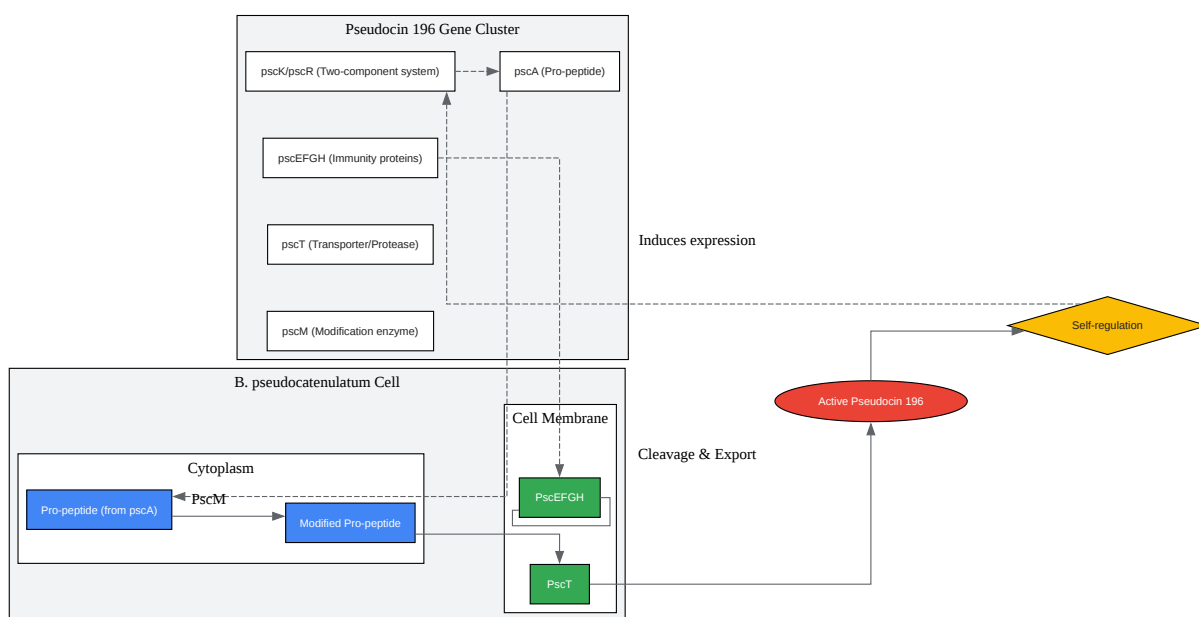 Pseudocin 196 Gene Cluster
pscK/pscR (Two-component system)
pscA (Pro-peptide)
pscEFGH (Immunity proteins)
pscT (Transporter/Protease)
Induces expression
pscM (Modification enzyme)
Self-regulation
B. pseudocatenulatum Cell
Active Pseudocin 196
Cell Membrane
Cleavage & Export
Cytoplasm
PscEFGH
PscM
Pro-peptide (from pscA)
Modified Pro-peptide
PscT